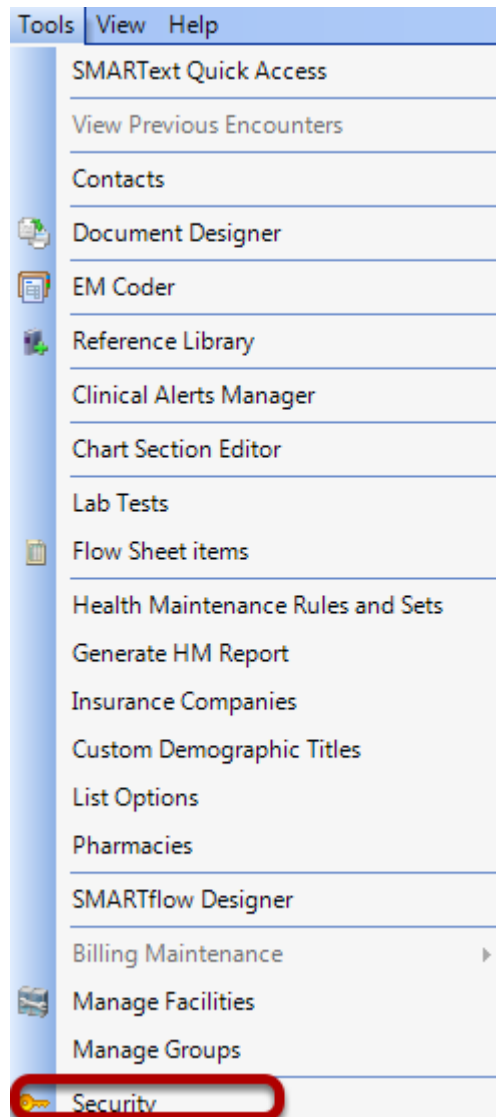 Tools View Help
SMARText Quick Access
View Previous Encounters
Contacts
Document Designer
EM Coder
Reference Library
Clinical Alerts Manager
Chart Section Editor
Lab Tests
Flow Sheet items
Health Maintenance Rules and Sets
Generate HM Report
Insurance Companies
Custom Demographic Titles
List Options
Pharmacies
SMARTflow Designer
Billing Maintenance
Manage Facilities
Manage Groups
Security